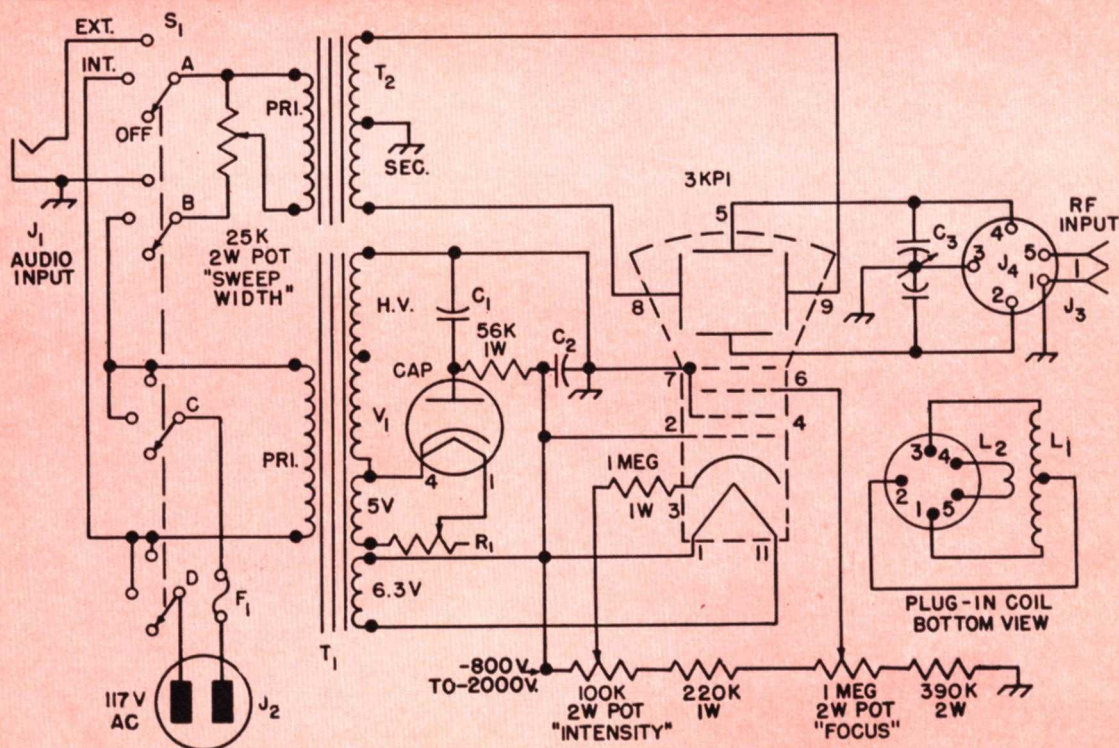 EXT.
S1
INT.
A
OFF
B
J1
AUDIO
INPUT
25K
2W POT
"SWEEP
WIDTH"
PRI.
T2
SEC.
3KP1
5
8
9
RF
INPUT
C3
4
3
J4
5
1
2
1
J3
H.V.
C1
56K
1W
C2
CAP
V1
7
6
2
4
4
1
1 MEG
1W
3
1
11
C
PRI.
5V
R1
6.3V
D
F1
T1
117V
AC
J2
3
4
L2
L1
2
1
5
PLUG-IN COIL
BOTTOM VIEW
-800V.
TO-2000V.
100K
2W POT
"INTENSITY"
220K
1W
1 MEG
2W POT
"FOCUS"
390K
2W